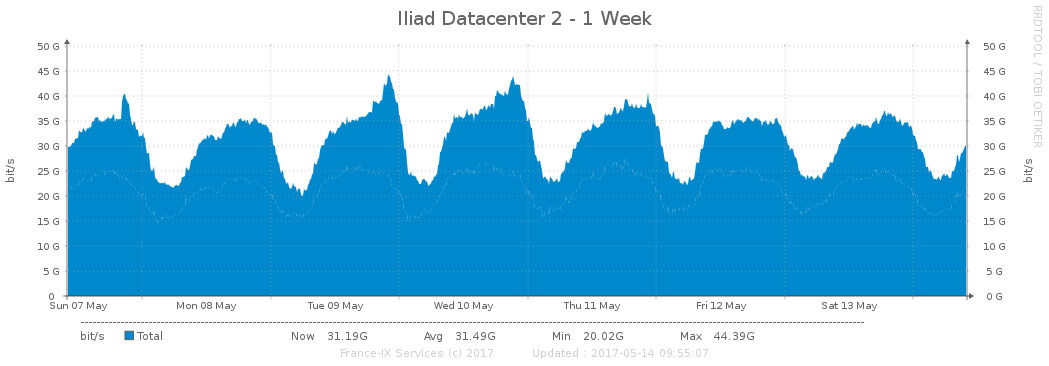 Iliad Datacenter 2 - 1 Week
RRDTOOL / TOBI OETIKER
50 G 50 G
45 G 45 G
40 G 40 G
35 G 35 G
30 G 30 G
25 G 25 G
20 G 20 G
15 G 15 G
10 G 10 G
5 G 5 G
0 0 G
bit/s
bit/s
Sun 07 May Mon 08 May Tue 09 May Wed 10 May Thu 11 May Fri 12 May Sat 13 May
bit/s Total Now 31.19G Avg 31.49G Min 20.02G Max 44.39G
France-IX Services (c) 2017 Updated : 2017-05-14 09:55:07